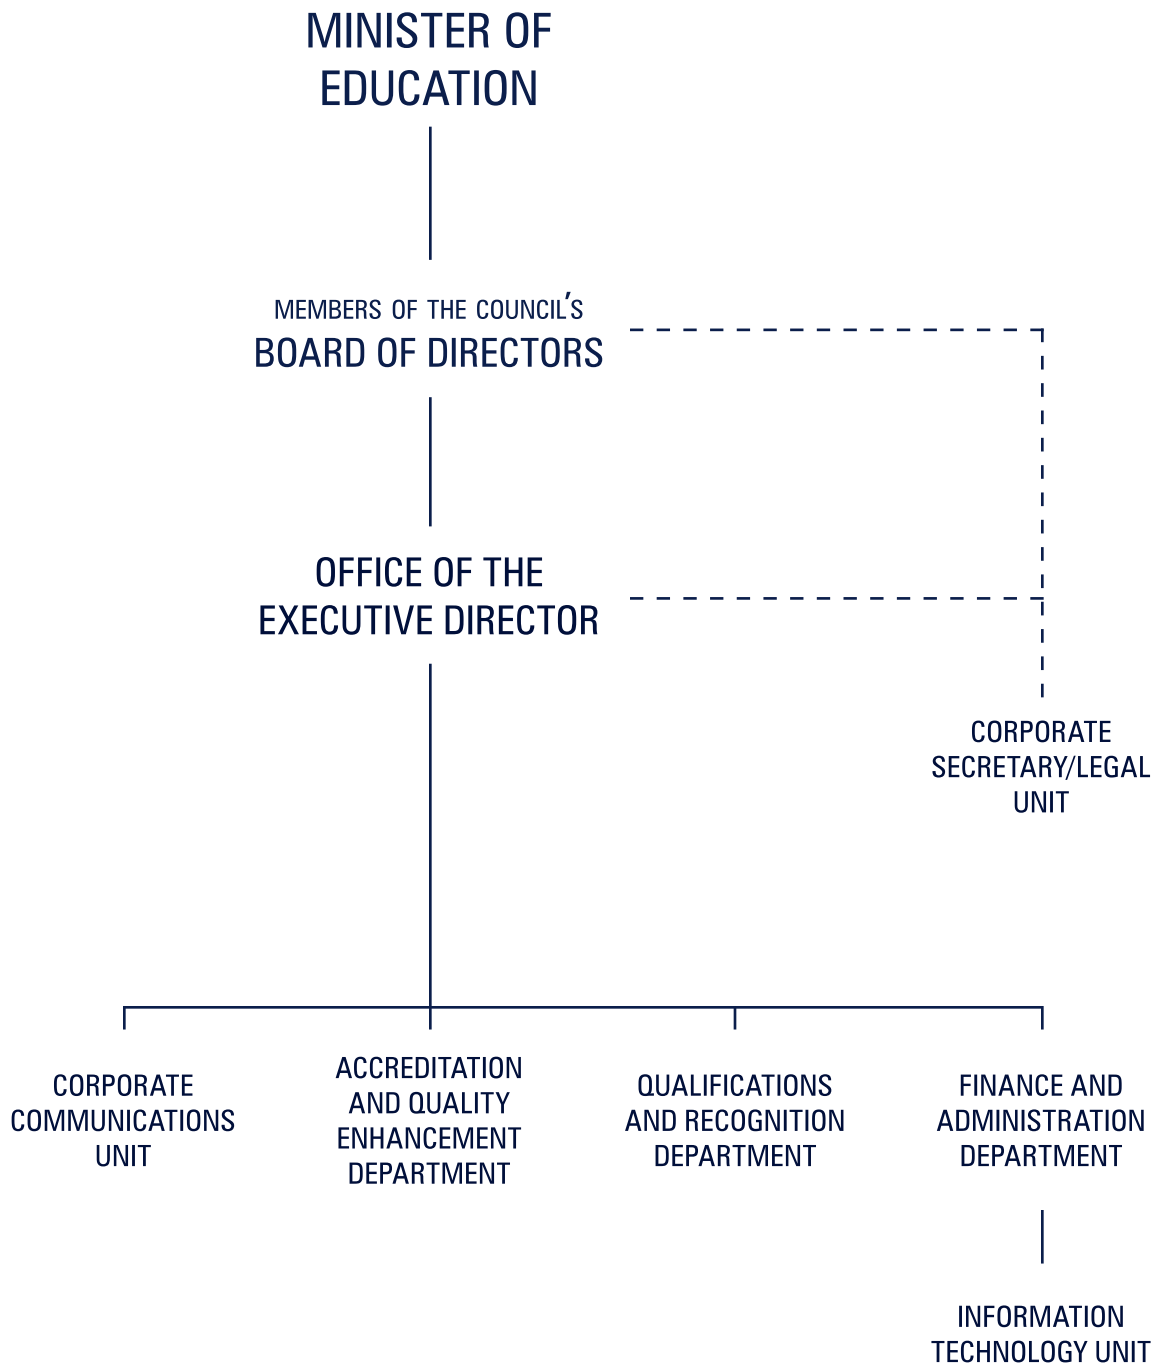 MINISTER OF
EDUCATION
MEMBERS OF THE COUNCIL'S
BOARD OF DIRECTORS
OFFICE OF THE
EXECUTIVE DIRECTOR
CORPORATE
SECRETARY/LEGAL
UNIT
CORPORATE
COMMUNICATIONS
UNIT
ACCREDITATION
AND QUALITY
ENHANCEMENT
DEPARTMENT
QUALIFICATIONS
AND RECOGNITION
DEPARTMENT
FINANCE AND
ADMINISTRATION
DEPARTMENT
INFORMATION
TECHNOLOGY UNIT